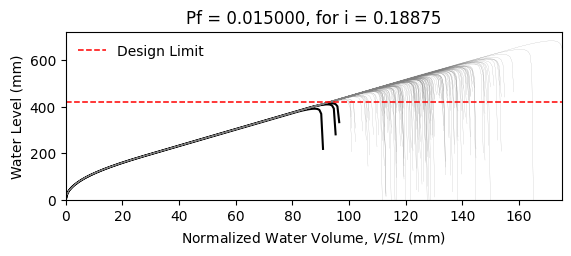 Pf = 0.015000, for i = 0.18875
Water Level (mm)
600
400
200
0
Design Limit
0 20 40 60 80 100 120 140 160
Normalized Water Volume, V/SL (mm)